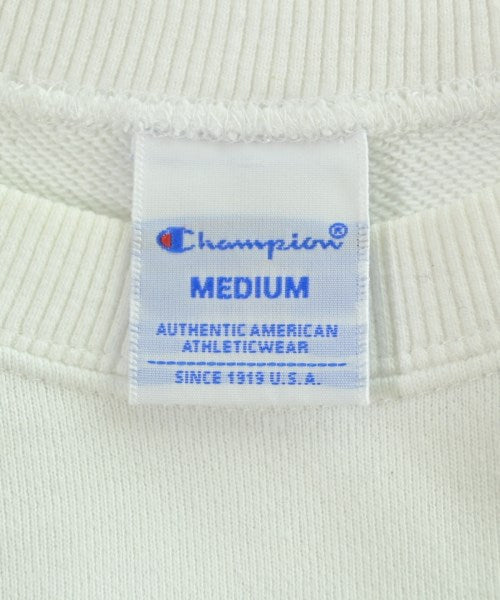 Champion®
MEDIUM
AUTHENTIC AMERICAN
ATHLETICWEAR
SINCE 1919 U.S.A.